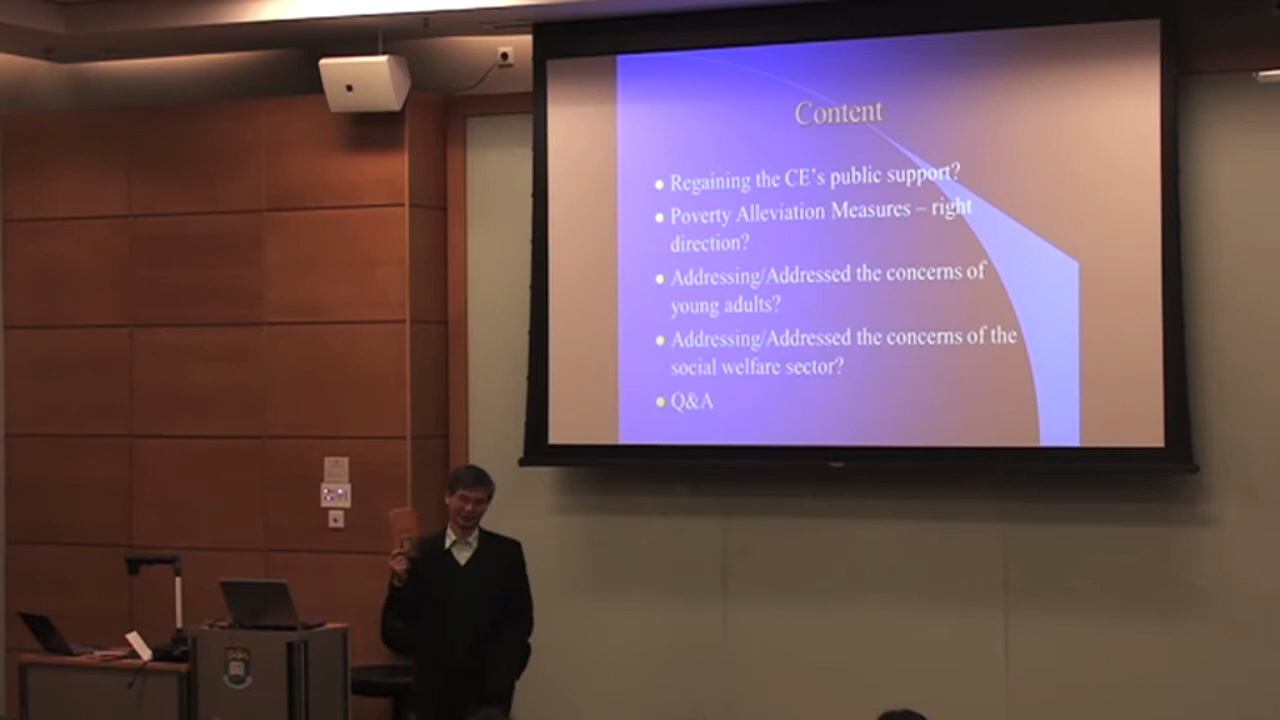 Content
Regaining the CE's public support?
Poverty Alleviation Measures – right
direction?
Addressing/Addressed the concerns of
young adults?
Addressing/Addressed the concerns of the
social welfare sector?
Q&A